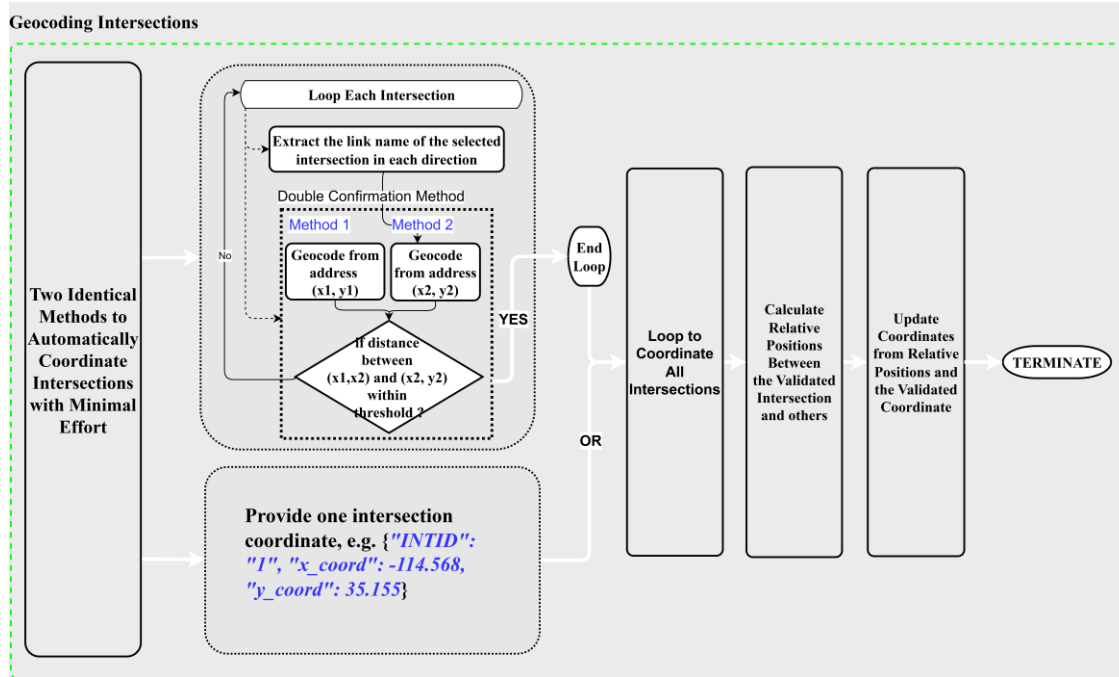 Geocoding Intersections
Two Identical
Methods to
Automatically
Coordinate
Intersections
with Minimal
Effort
Loop Each Intersection
Extract the link name of the selected
intersection in each direction
Double Confirmation Method
Method 1
Method 2
Geocode from
address
(x1, y1)
Geocode
from address
(x2, y2)
No
If distance
between
(x1,x2) and (x2, y2)
within
threshold ?
YES
End
Loop
Provide one intersection
coordinate, e.g. {"INTID":
"1", "x_coord": -114.568,
"y_coord": 35.155}
OR
Loop to
Coordinate
All
Intersections
Calculate
Relative
Positions
Between
the Validated
Intersection
and others
Update
Coordinates
from Relative
Positions and
the Validated
Coordinate
TERMINATE